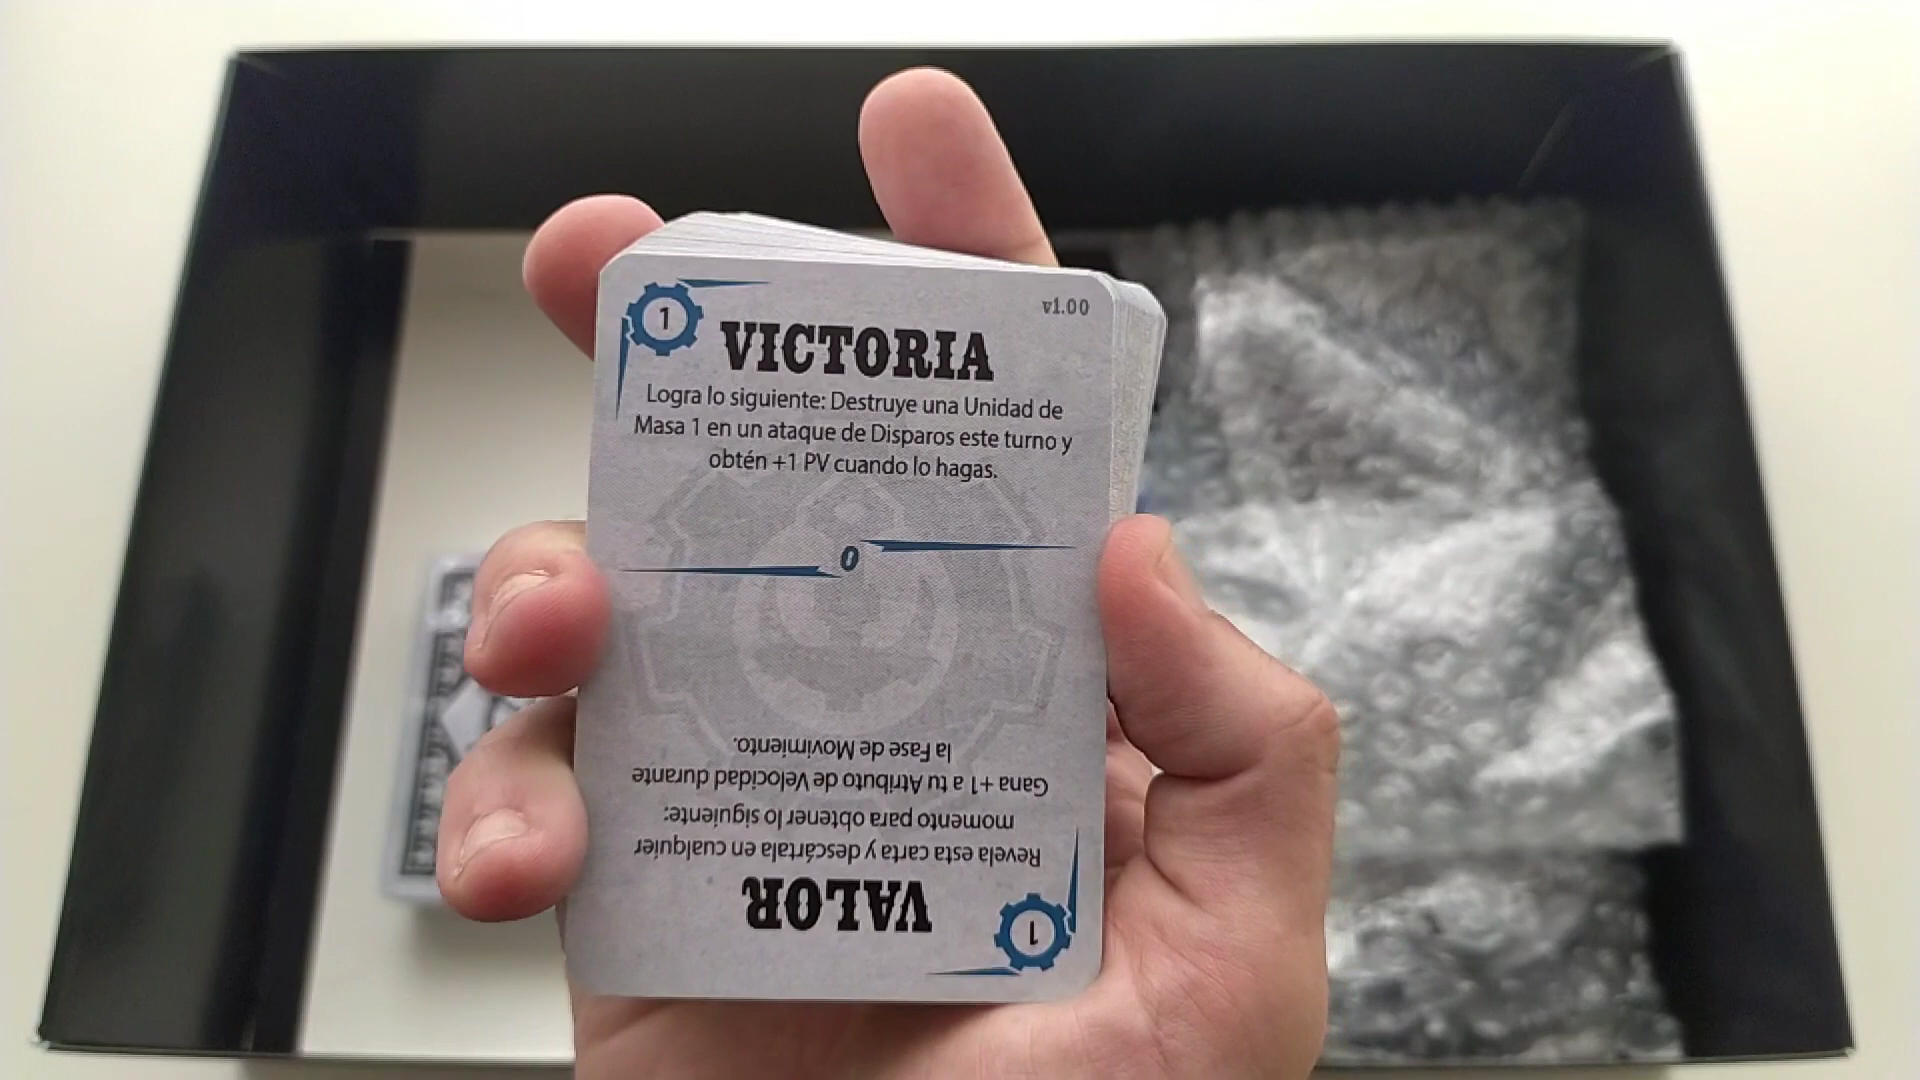 1
v1.00
VICTORIA
Logra lo siguiente: Destruye una Unidad de
Masa 1 en un ataque de Disparos este turno y
obtén +1 PV cuando lo hagas.
0
1
VALOR
Revela esta carta y descártala en cualquier
momento para obtener lo siguiente:
Gana +1 a tu Atributo de Velocidad durante
la Fase de Movimiento.